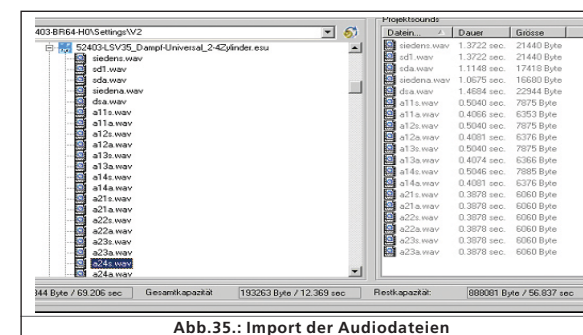 Projektsounds
403-BR64-H0\Settings\V2
Datein... Dauer Grösse
52403-LSV35_Dampf-Universal_2-4Zylinder.esu
siedens.wav
sd1.wav
sda.wav
siedena.wav
dsa.wav
a11s.wav
a11a.wav
a12s.wav
a12a.wav
a13s.wav
a13a.wav
a14s.wav
a14a.wav
a21s.wav
a21a.wav
a22s.wav
a22a.wav
a23s.wav
a23a.wav
a24s.wav
a24a.wav
siedens.wav 1.3722 sec. 21440 Byte
sd1.wav 1.3722 sec. 21440 Byte
sda.wav 1.1148 sec. 17418 Byte
siedena.wav 1.0675 sec. 16680 Byte
dsa.wav 1.4684 sec. 22944 Byte
a11s.wav 0.5040 sec. 7875 Byte
a11a.wav 0.4066 sec. 6353 Byte
a12s.wav 0.5040 sec. 7875 Byte
a12a.wav 0.4081 sec. 6376 Byte
a13s.wav 0.5040 sec. 7875 Byte
a13a.wav 0.4074 sec. 6366 Byte
a14s.wav 0.5046 sec. 7885 Byte
a14a.wav 0.4081 sec. 6376 Byte
a21s.wav 0.3878 sec. 6060 Byte
a21a.wav 0.3878 sec. 6060 Byte
a22s.wav 0.3878 sec. 6060 Byte
a22a.wav 0.3878 sec. 6060 Byte
a23s.wav 0.3878 sec. 6060 Byte
a23a.wav 0.3878 sec. 6060 Byte
344 Byte / 69.206 sec Gesamtkapazität 193263 Byte / 12.369 sec Restkapazität: 888081 Byte / 56.837 sec
Abb.35.: Import der Audiodateien